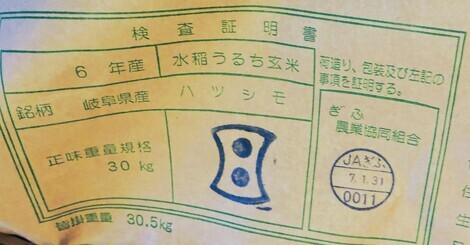 検査証明書
6 年産 水稲うるち玄米
銘柄 岐阜県産 ハツシモ
正味重量規格
30 kg
荷造り、包装及び左記の
事項を証明する。
ぎふ
農業協同組合
JAぎふ
7.1.31
0011
皆掛重量 30.5kg